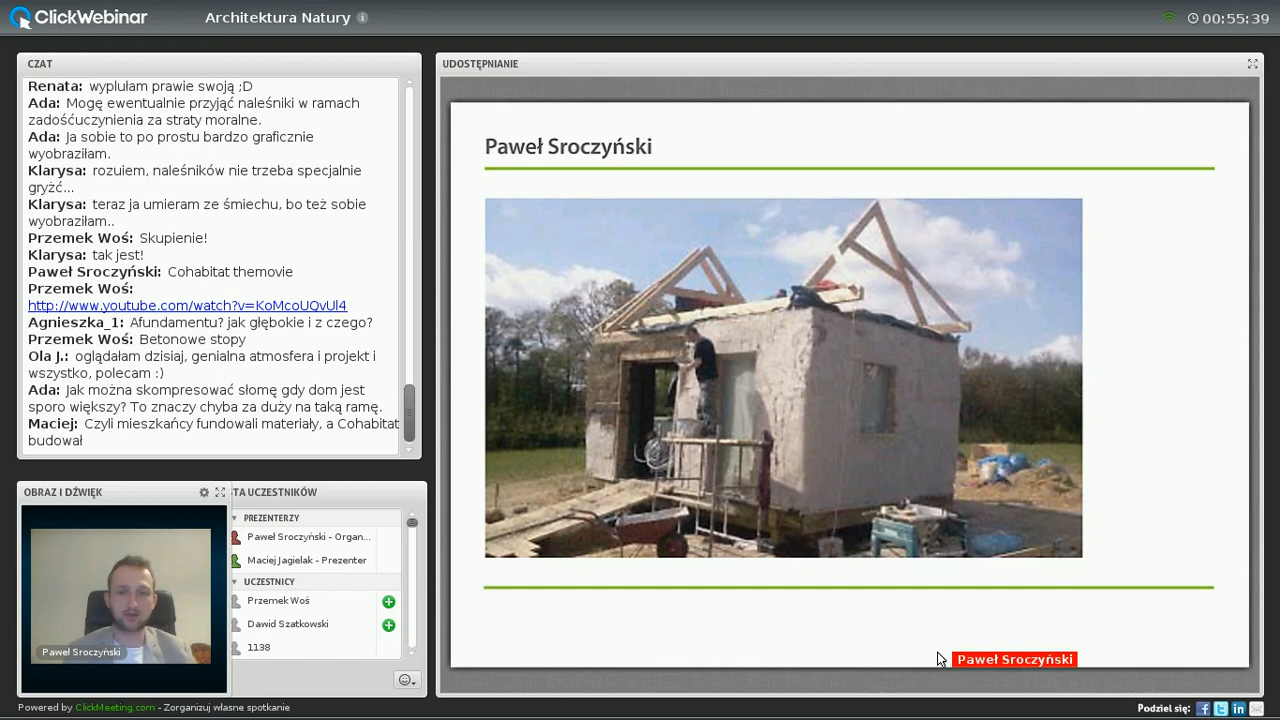 ClickWebinar
Architektura Natury
00:55:39
CZAT
Renata: wyplułam prawie swoją ;D
Ada: Mogę ewentualnie przyjąć naleśniki w ramach
zadośćuczynienia za straty moralne.
Ada: Ja sobie to po prostu bardzo graficznie
wyobraziłam.
Klarysa: rozuiem, naleśników nie trzeba specjalnie
gryźć...
Klarysa: teraz ja umieram ze śmiechu, bo też sobie
wyobraziłam..
Przemek Woś: Skupienie!
Klarysa: tak jest!
Paweł Sroczyński: Cohabitat themovie
Przemek Woś:
http://www.youtube.com/watch?v=KoMcoUQvUl4
Agnieszka_1: Afundamentu? jak głębokie i z czego?
Przemek Woś: Betonowe stopy
Ola J.: oglądałam dzisiaj, genialna atmosfera i projekt i
wszystko, polecam :)
Ada: Jak można skompresować słomę gdy dom jest
sporo większy? To znaczy chyba za duży na taką ramę.
Maciej: Czyli mieszkańcy fundowali materiały, a Cohabitat
budował
OBRAZ I DŹWIĘK
Paweł Sroczyński
TA UCZESTNIKÓW
PREZENTERZY
Paweł Sroczyński - Organ...
Maciej Jagielak - Prezenter
UCZESTNICY
Przemek Woś
Dawid Szatkowski
1138
UDOSTĘPNIANIE
Paweł Sroczyński
Paweł Sroczyński
Powered by ClickMeeting.com - Zorganizuj własne spotkanie
Podziel się: